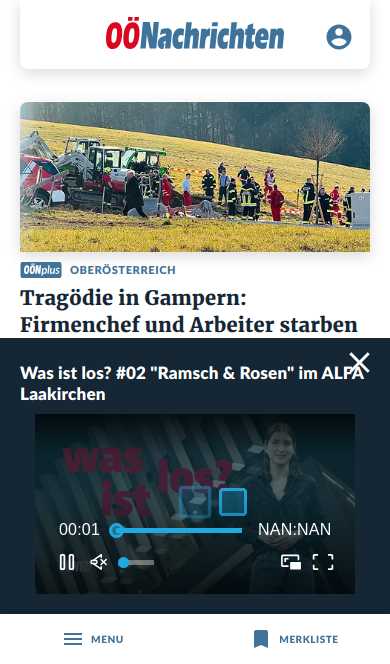 OÖNachrichten
OÖNplus OBERÖSTERREICH
Tragödie in Gampern:
Firmenchef und Arbeiter starben
Was ist los? #02 "Ramsch & Rosen" im ALFA
Laakirchen
was
los?
ist
00:01
NAN:NAN
MENU
MERKLISTE